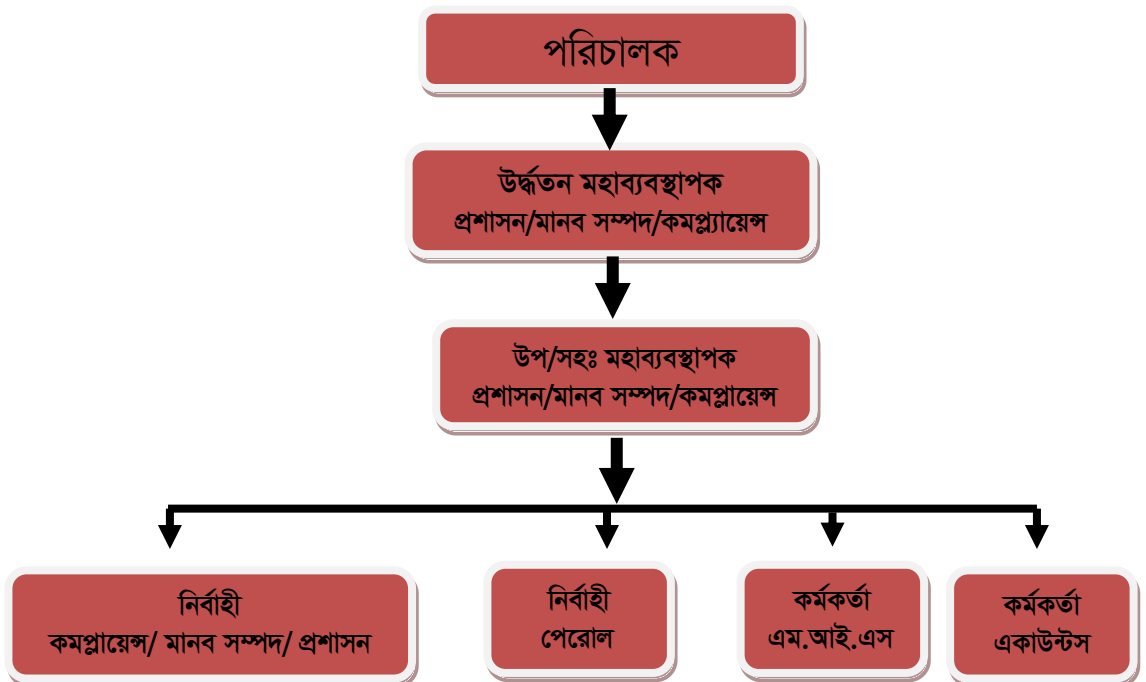 পরিচালক
উর্দ্ধতন মহাব্যবস্থাপক
প্রশাসন/মানব সম্পদ/কমপ্ল্যায়েন্স
উপ/সহঃ মহাব্যবস্থাপক
প্রশাসন/মানব সম্পদ/কমপ্লায়েন্স
নির্বাহী
কমপ্লায়েন্স/ মানব সম্পদ/ প্রশাসন
নির্বাহী
পেরোল
কর্মকর্তা
এম.আই.এস
কর্মকর্তা
একাউন্টস